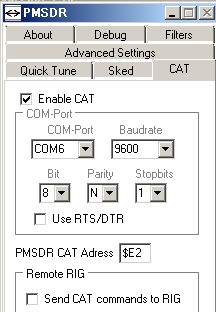 PMSDR
About Debug Filters
Advanced Settings
Quick Tune Sked CAT
Enable CAT
COM-Port
COM-Port Baudrate
COM6 9600
Bit Parity Stopbits
8 N 1
Use RTS/DTR
PMSDR CAT Adress $E2
Remote RIG
Send CAT commands to RIG